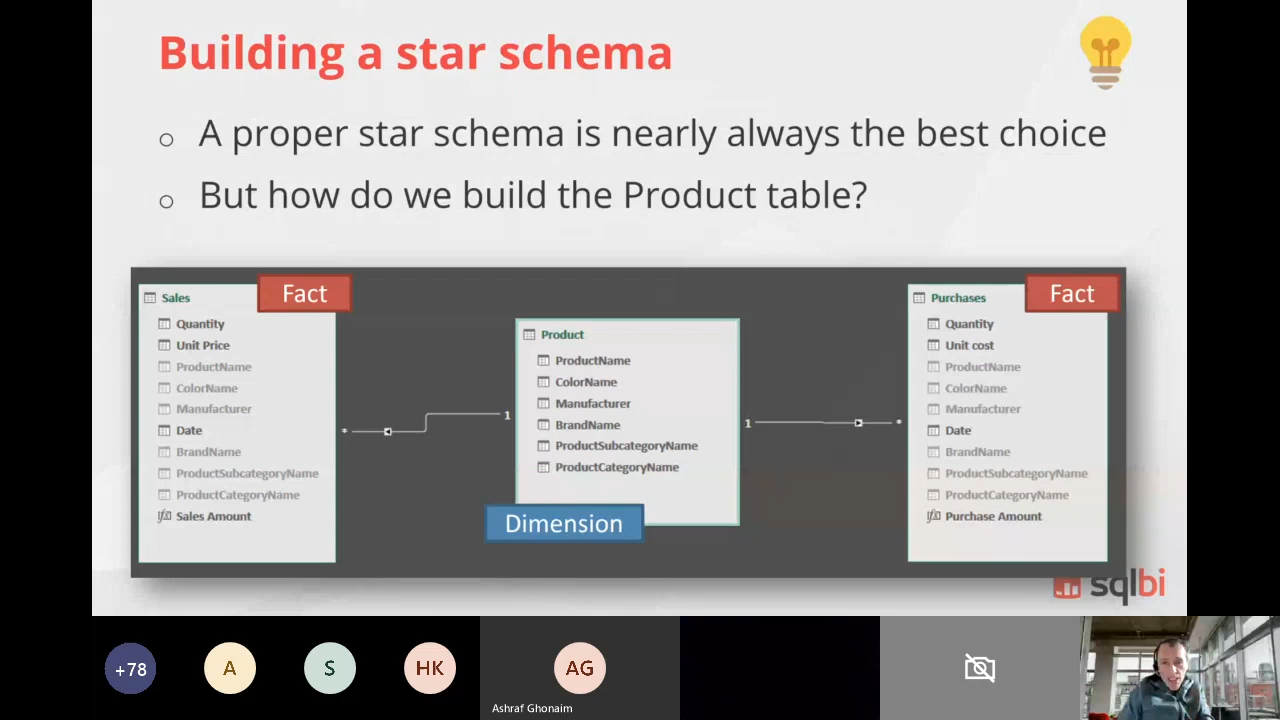 Building a star schema
A proper star schema is nearly always the best choice
But how do we build the Product table?
Sales
Fact
Quantity
Unit Price
ProductName
ColorName
Manufacturer
Date
BrandName
ProductSubcategoryName
ProductCategoryName
Sales Amount
*
1
Product
ProductName
ColorName
Manufacturer
BrandName
ProductSubcategoryName
ProductCategoryName
Dimension
1
*
Purchases
Fact
Quantity
Unit cost
ProductName
ColorName
Manufacturer
Date
BrandName
ProductSubcategoryName
ProductCategoryName
Purchase Amount
sqlbi
+78
A
S
HK
AG
Ashraf Ghonaim